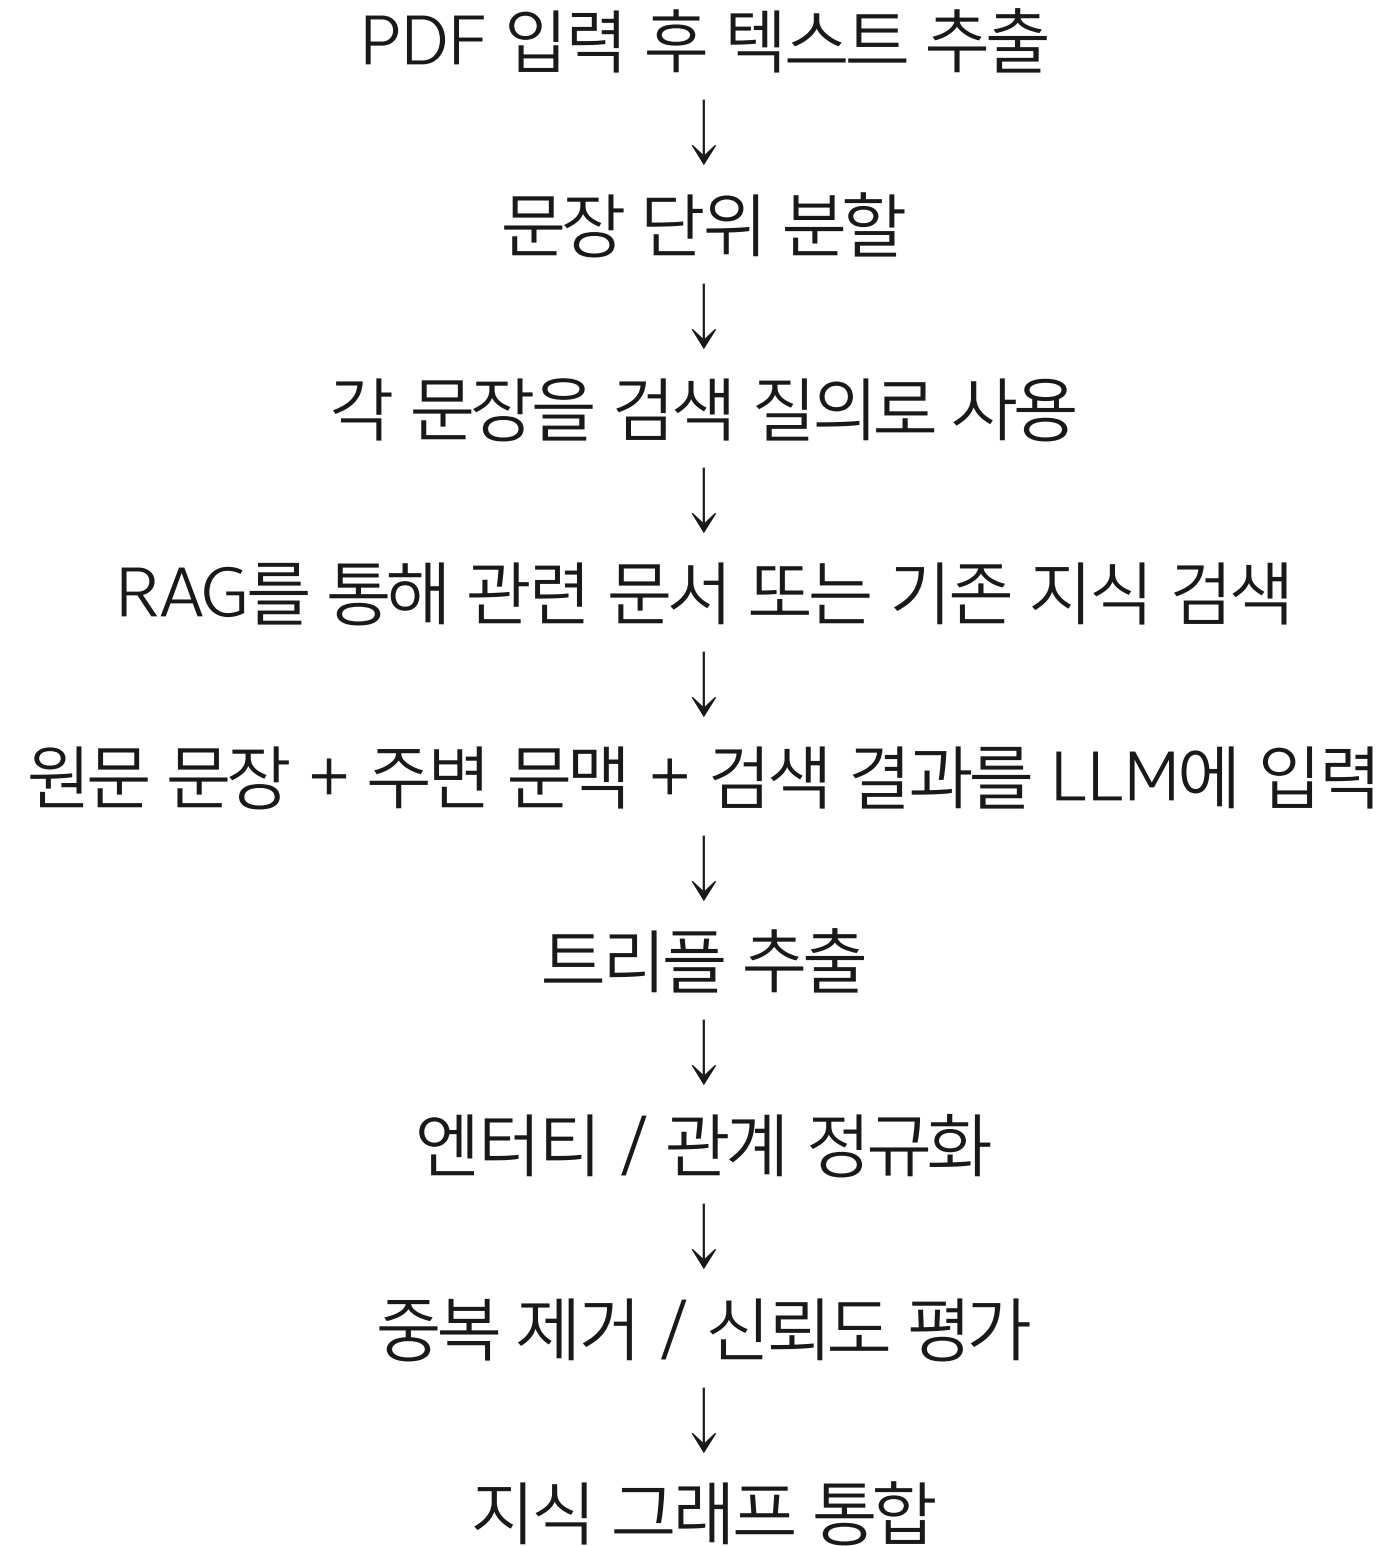 PDF 입력 후 텍스트 추출
↓
문장 단위 분할
↓
각 문장을 검색 질의로 사용
↓
RAG를 통해 관련 문서 또는 기존 지식 검색
↓
원문 문장 + 주변 문맥 + 검색 결과를 LLM에 입력
↓
트리플 추출
↓
엔터티 / 관계 정규화
↓
중복 제거 / 신뢰도 평가
↓
지식 그래프 통합